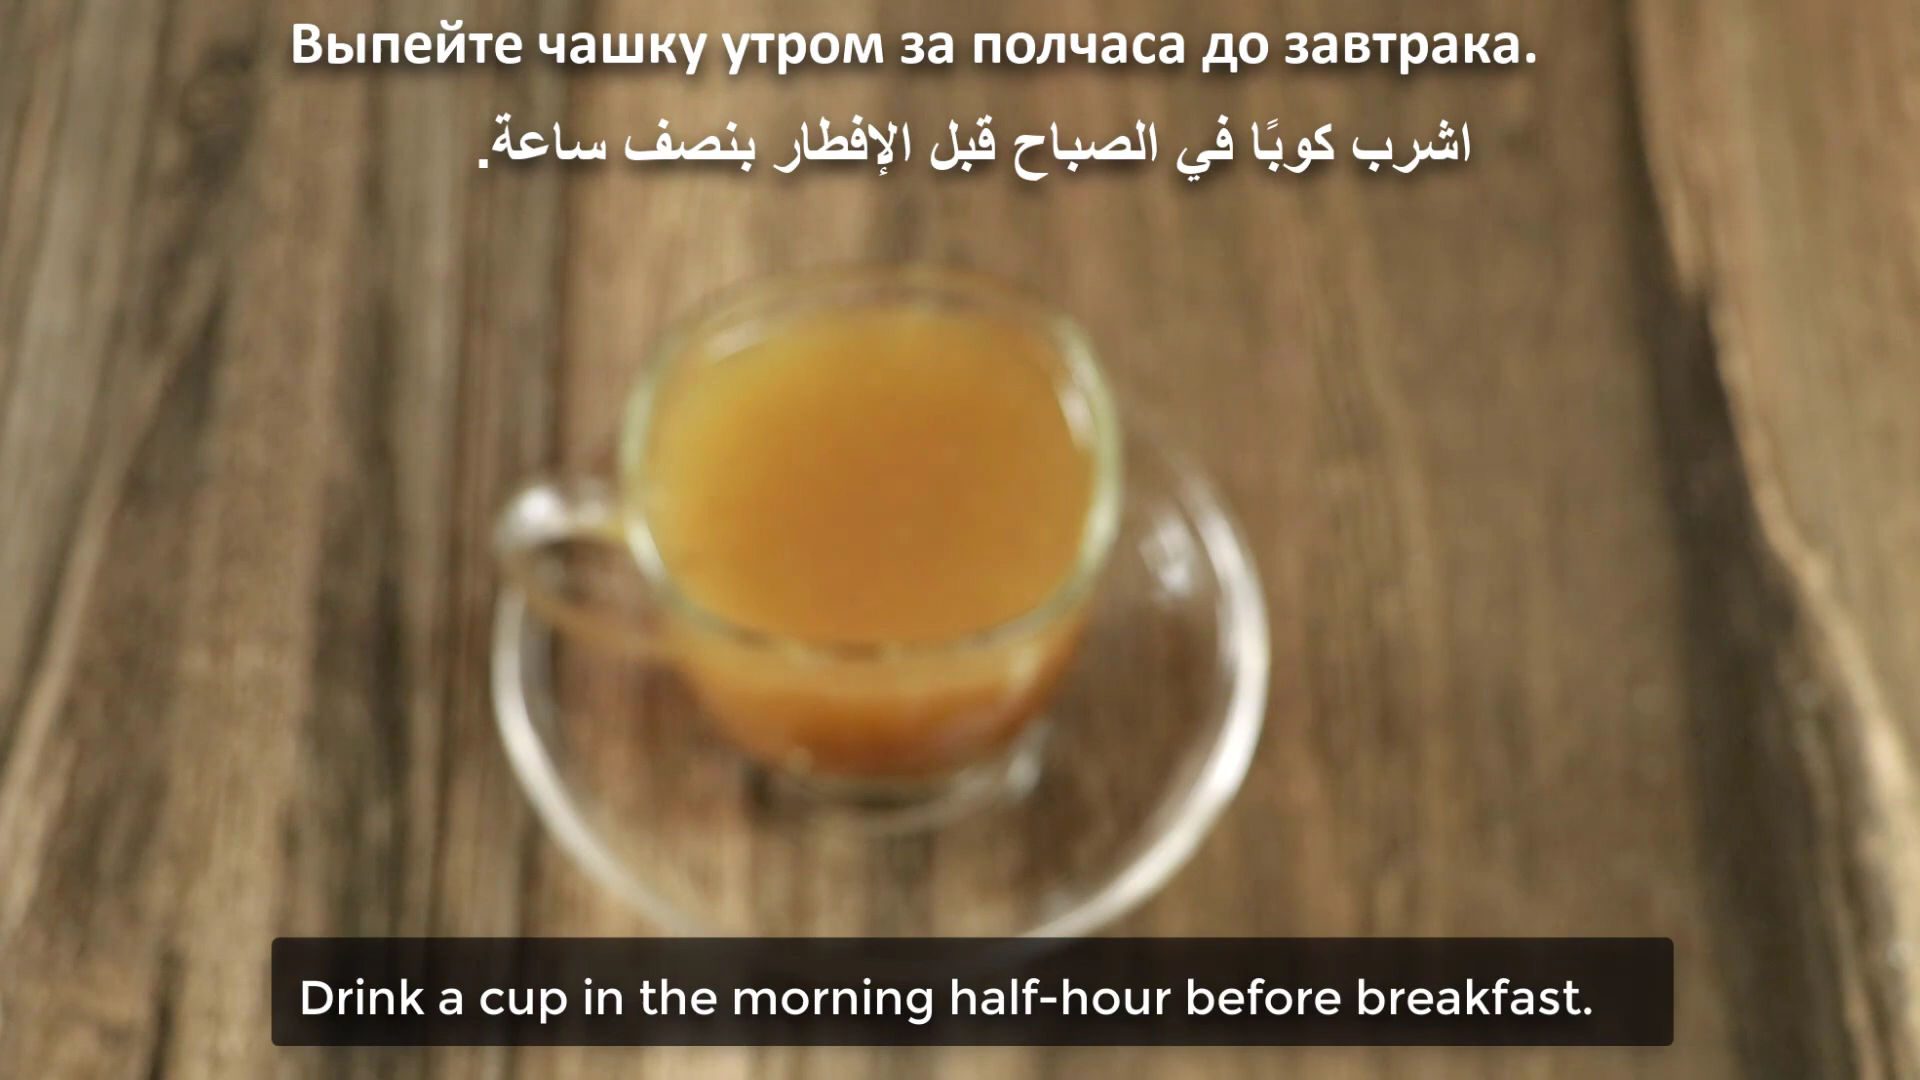 Выпейте чашку утром за полчаса до завтрака.
اشرب كوبًا في الصباح قبل الإفطار بنصف ساعة.
Drink a cup in the morning half-hour before breakfast.